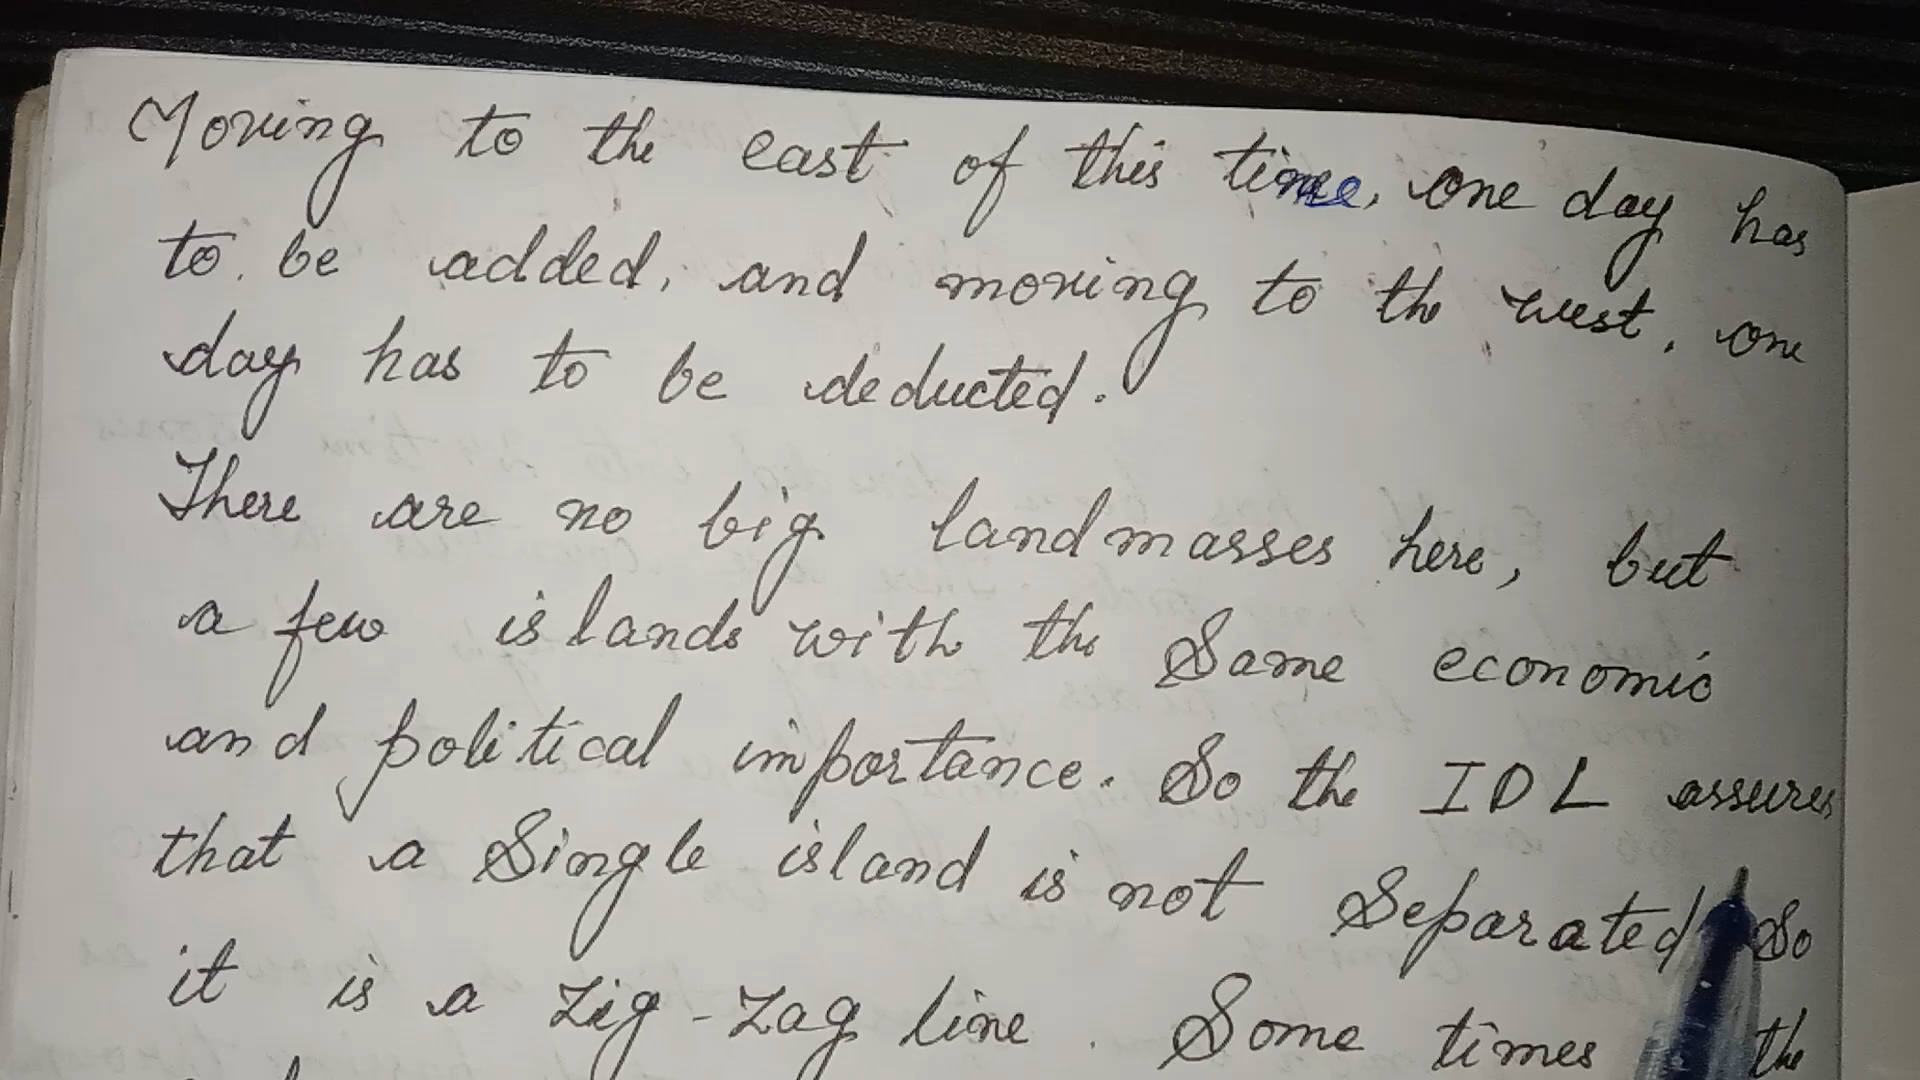 Moving to the east of this time, one day has
to be added, and moving to the west, one
day has to be deducted.
There are no big landmasses here, but
a few islands with the Same economic
and political importance. So the IDL assures
that a Single island is not Separated So
it is a zig-zag line. Some times the